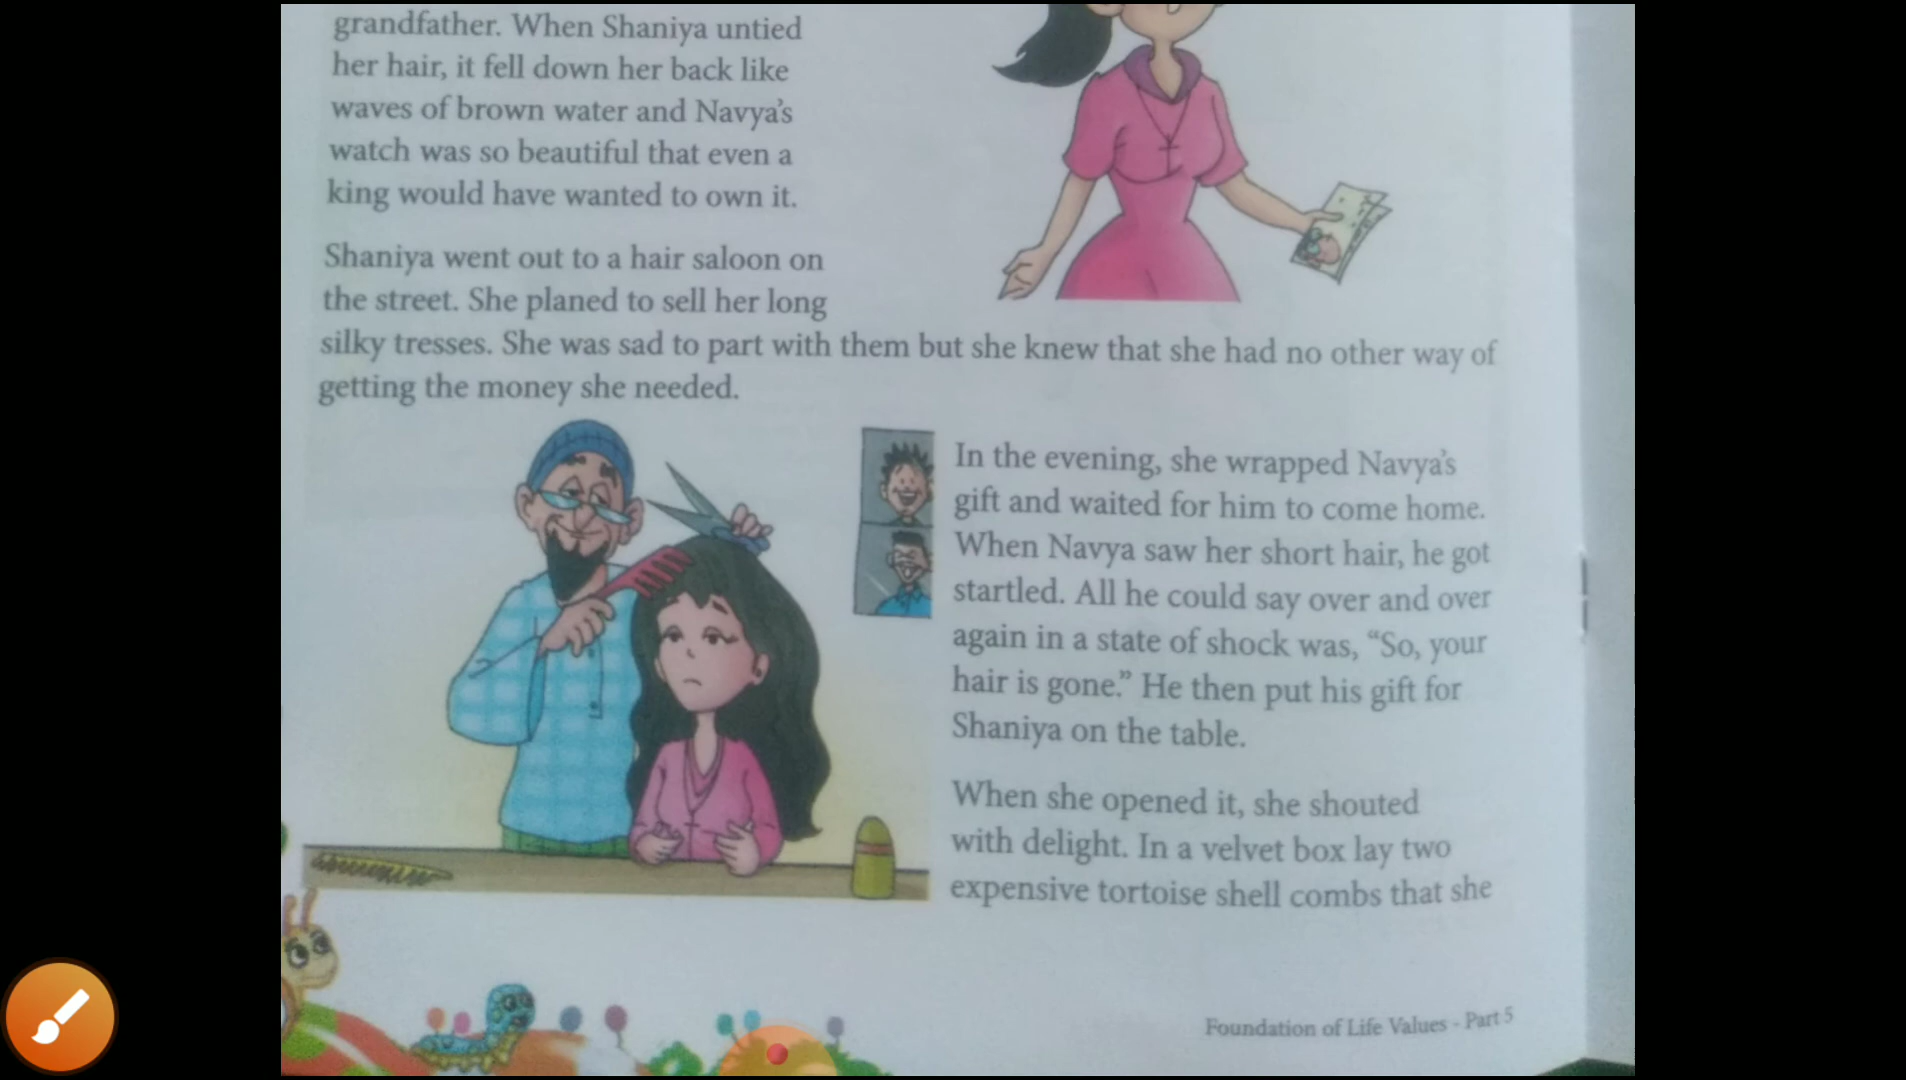 grandfather. When Shaniya untied
her hair, it fell down her back like
waves of brown water and Navya's
watch was so beautiful that even a
king would have wanted to own it.
Shaniya went out to a hair saloon on
the street. She planed to sell her long
silky tresses. She was sad to part with them but she knew that she had no other way of
getting the money she needed.
In the evening, she wrapped Navya's
gift and waited for him to come home.
When Navya saw her short hair, he got
startled. All he could say over and over
again in a state of shock was, “So, your
hair is gone.” He then put his gift for
Shaniya on the table.
When she opened it, she shouted
with delight. In a velvet box lay two
expensive tortoise shell combs that she
Foundation of Life Values - Part 5